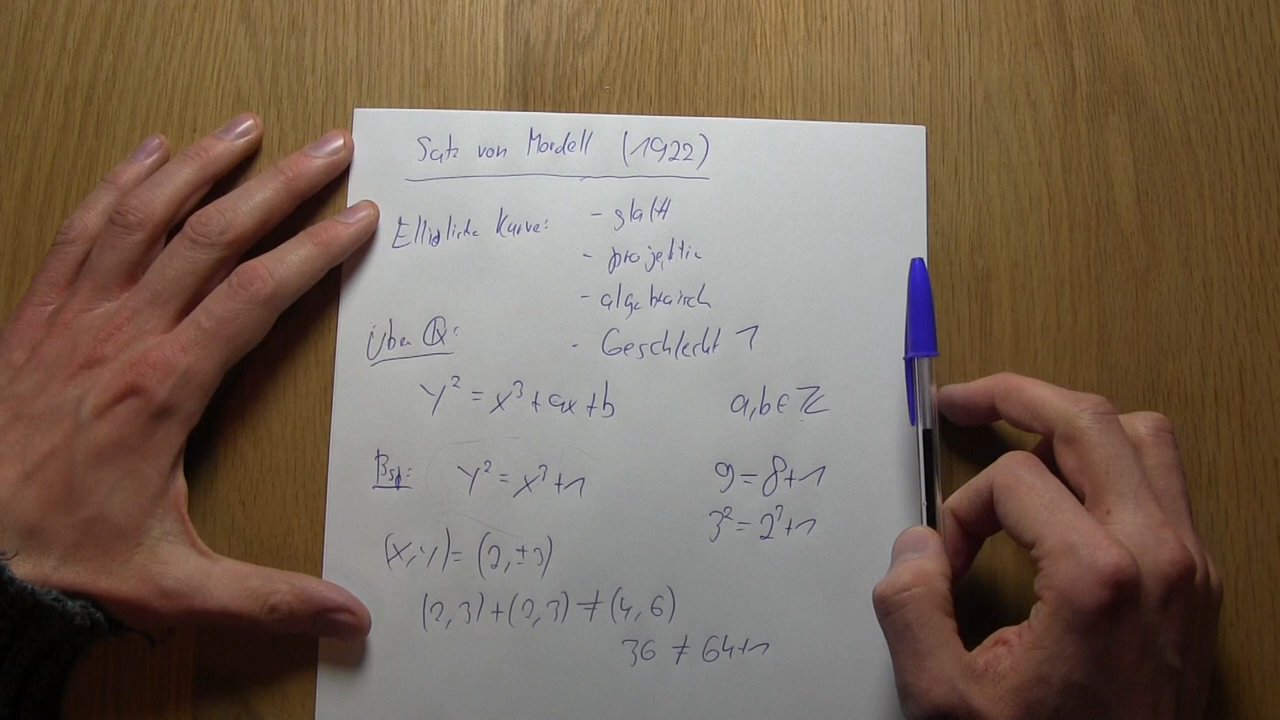 Satz von Mordell (1922)
Elliptische Kurve: - glatt
- projektiv
- algebraisch
- Geschlecht 1
Über ℚ:
y² = x³ + ax + b a, b ∈ ℤ
Bsp: y² = x³ + 1 9 = 8 + 1
3² = 2³ + 1
(x, y) = (2, ±3)
(2, 3) + (2, 3) ≠ (4, 6)
36 ≠ 64 + 1